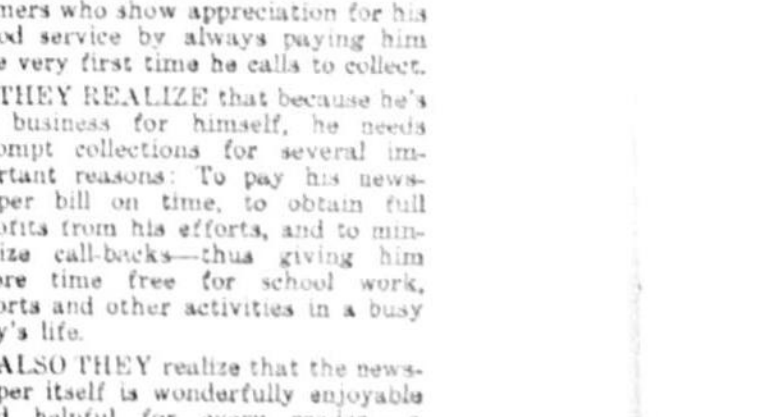 ners who show appreciation for his
od service by always paying him
e very first time he calls to collect.
THEY REALIZE that because he's
business for himself, he needs
ompt collections for several im-
rtant reasons: To pay his news-
per bill on time, to obtain full
ofits from his efforts, and to min-
ize call-backs—thus giving him
ore time free for school work,
orts and other activities in a busy
y's life.
ALSO THEY realize that the news-
per itself is wonderfully enjoyable
d helpful for every